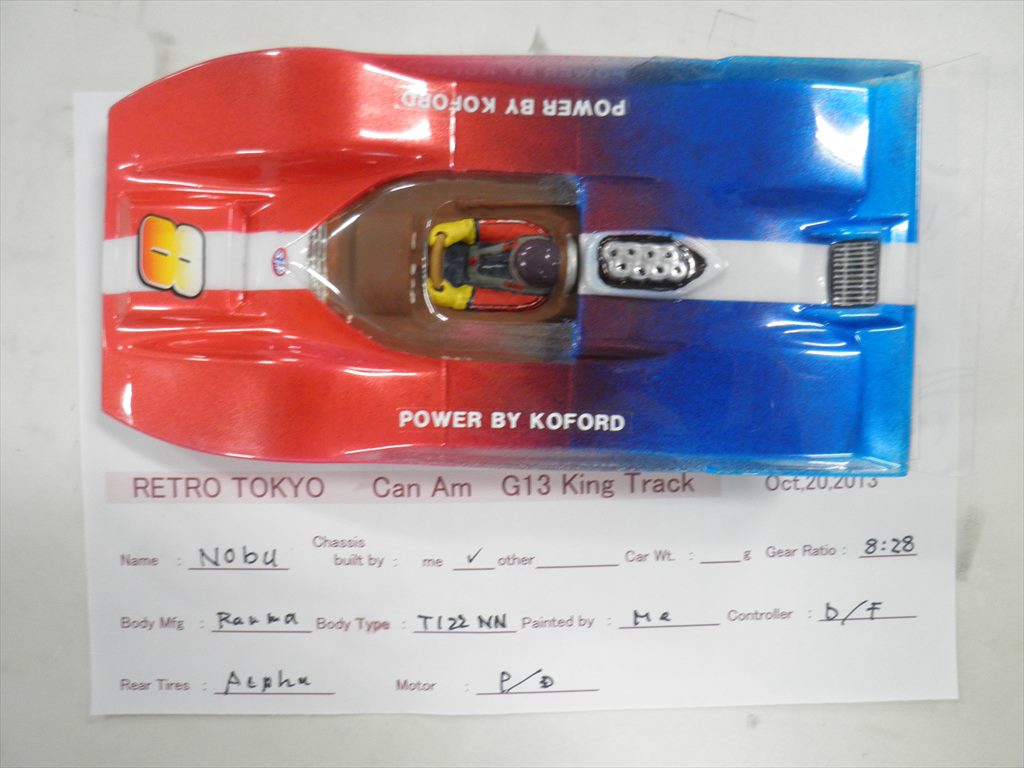 POWER BY KOFORD
8
POWER BY KOFORD
RETRO TOKYO Can Am G13 King Track Oct,20,2013
Name : Nobu Chassis built by : me ✓ other Car Wt. : g Gear Ratio : 8:28
Body Mfg : Body Type : T122 NN Painted by : Me Controller : D/F
Rear Tires : Alpha Motor : P/D